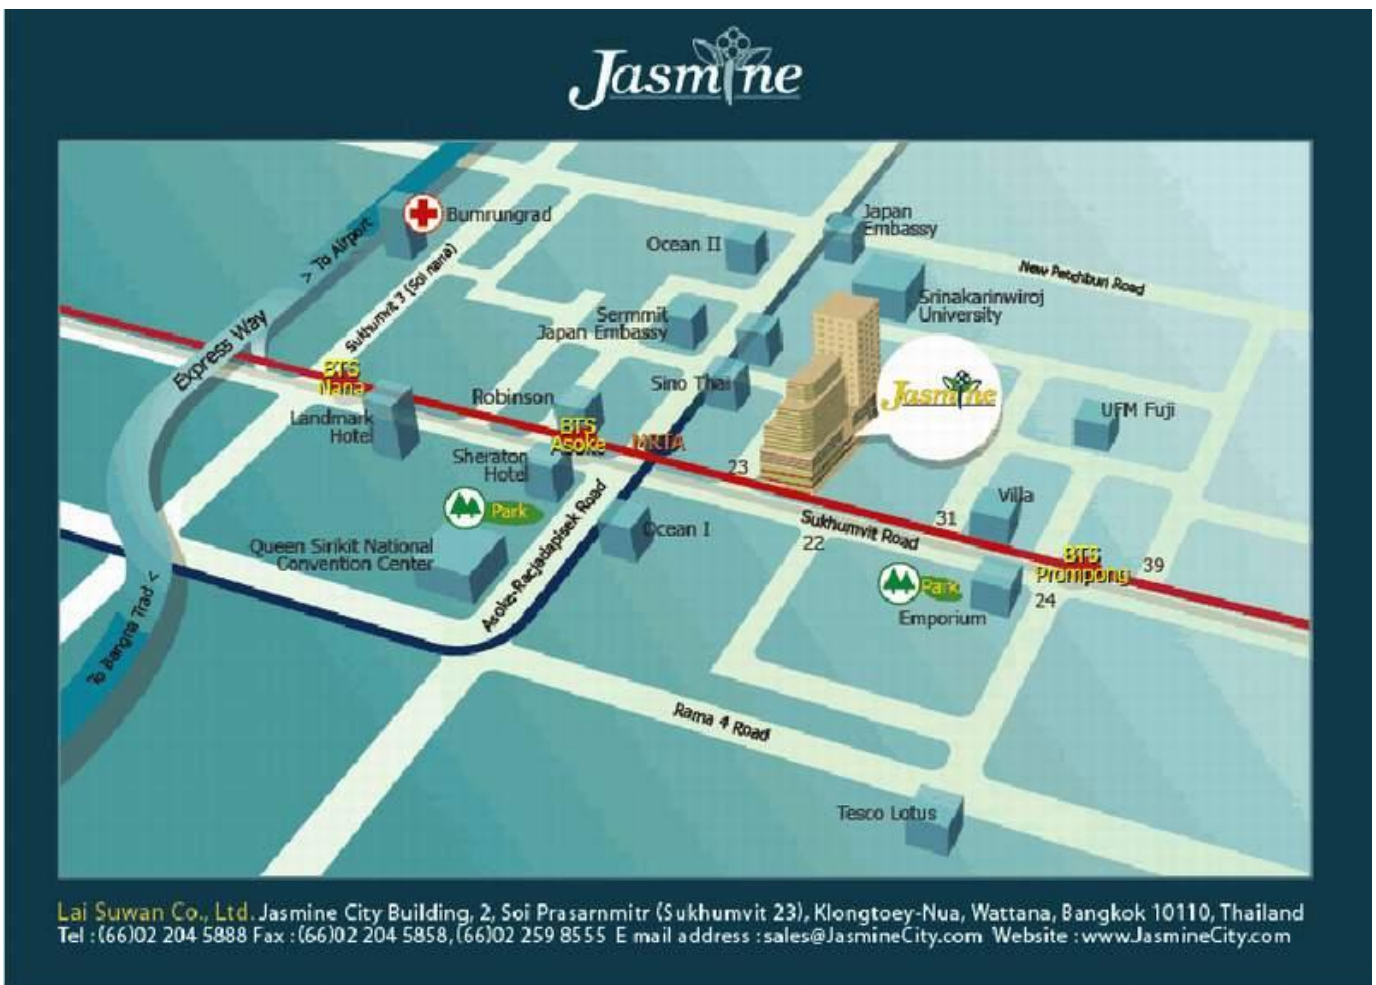 Jasmine
Bumrungrad
> To Airport
Sukhumvit 3 (Soi nana)
Express Way
Ocean II
Japan
Embassy
New Petchburi Road
Srinakarinwiroj
University
Sermmit
Japan Embassy
Sino Thai
Jasmine
BTS
Nana
Robinson
Landmark
Hotel
BTS
Asoke
MRTA
UFM Fuji
Sheraton
Hotel
23
Villa
Park
Asoke-Racjadapisek Road
Ocean I
Sukhumvit Road
31
22
Queen Sirikit National
Convention Center
BTS
Prompong
39
Park
24
Emporium
To Bangna Trad <
Rama 4 Road
Tesco Lotus
Lai Suwan Co., Ltd. Jasmine City Building, 2, Soi Prasarnmitr (Sukhumvit 23), Klongtoey-Nua, Wattana, Bangkok 10110, Thailand
Tel : (66)02 204 5888 Fax : (66)02 204 5858, (66)02 259 8555 E mail address : sales@JasmineCity.com Website : www.JasmineCity.com